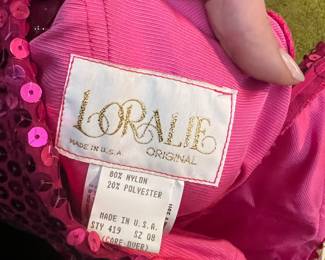 LORALIE
MADE IN U.S.A. ORIGINAL
80% NYLON
20% POLYESTER
MADE IN U.S.A.
STY 419 SZ 08
(CARE-OVER)